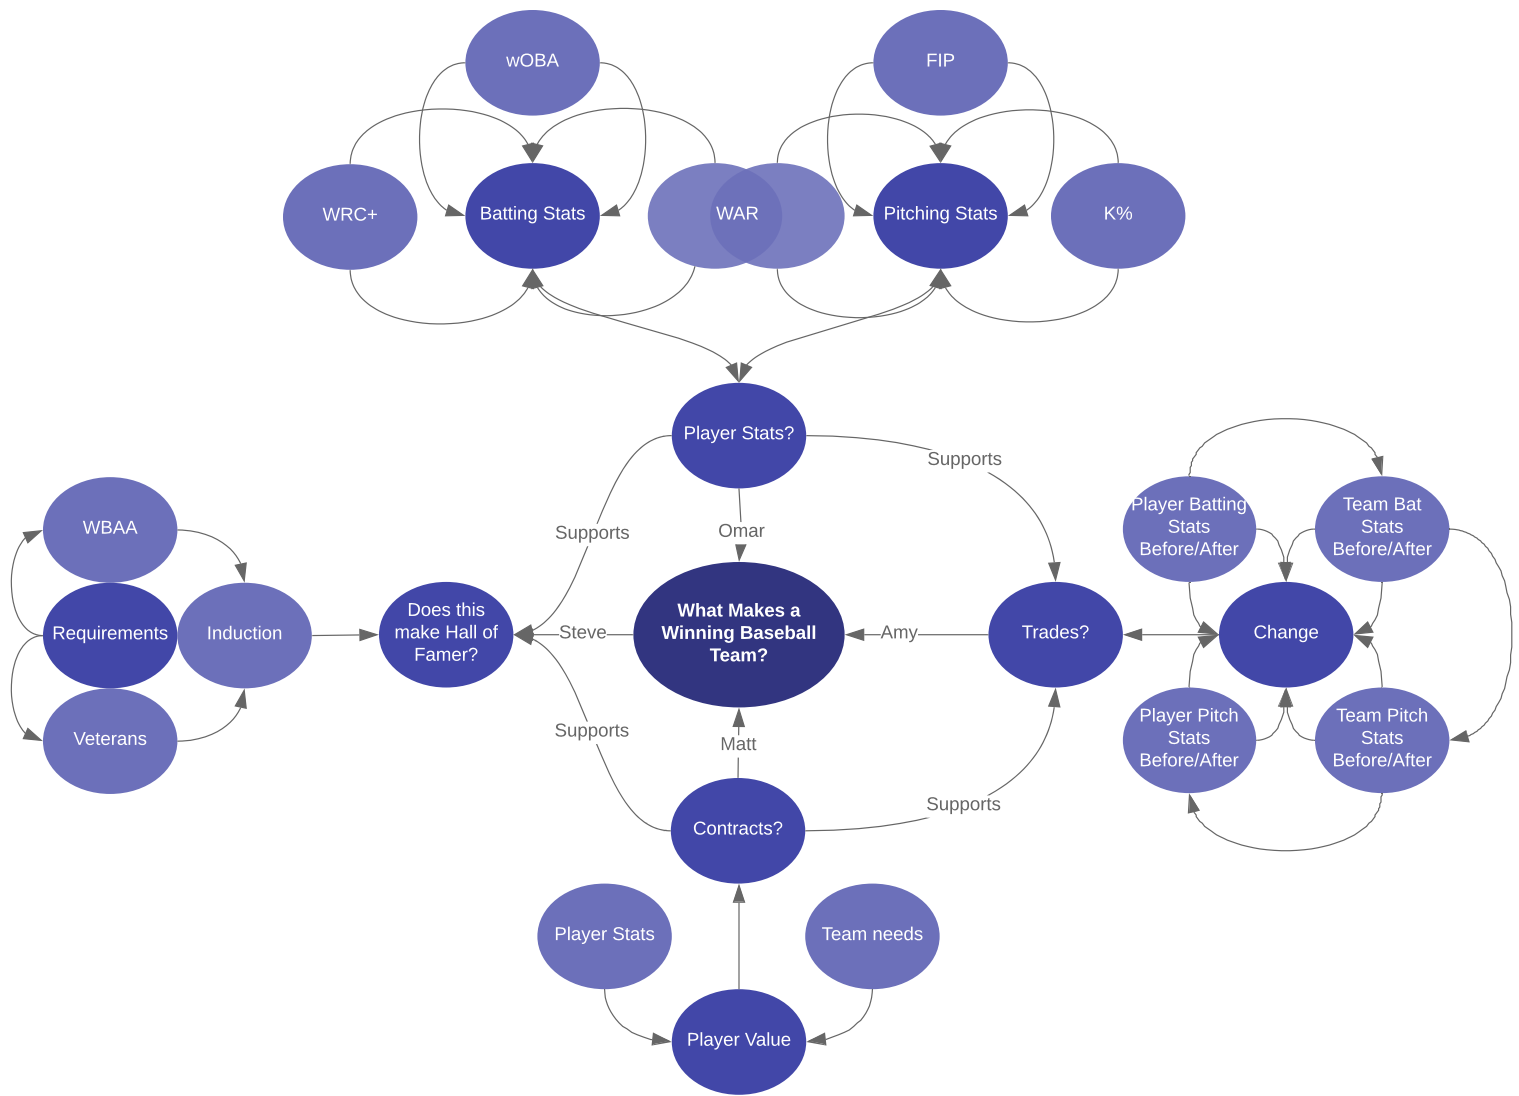 wOBA
FIP
WRC+
Batting Stats
WAR
Pitching Stats
K%
Player Stats?
Supports
Supports
Omar
Player Batting
Stats
Before/After
Team Bat
Stats
Before/After
WBAA
Requirements
Induction
Does this
make Hall of
Famer?
Steve
What Makes a
Winning Baseball
Team?
Amy
Trades?
Change
Veterans
Supports
Matt
Player Pitch
Stats
Before/After
Team Pitch
Stats
Before/After
Contracts?
Supports
Player Stats
Team needs
Player Value